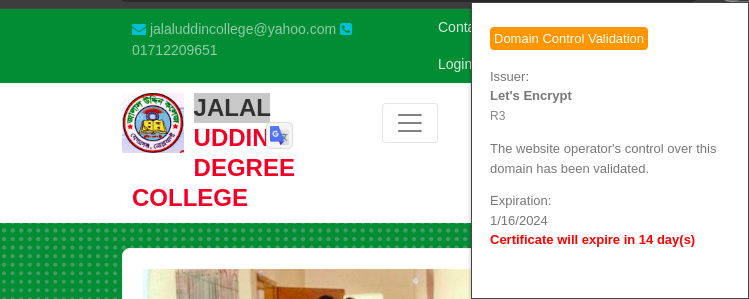 jalaluddincollege@yahoo.com
01712209651
Conta
Login
JALAL
UDDIN
DEGREE
COLLEGE
Domain Control Validation
Issuer:
Let's Encrypt
R3
The website operator's control over this
domain has been validated.
Expiration:
1/16/2024
Certificate will expire in 14 day(s)